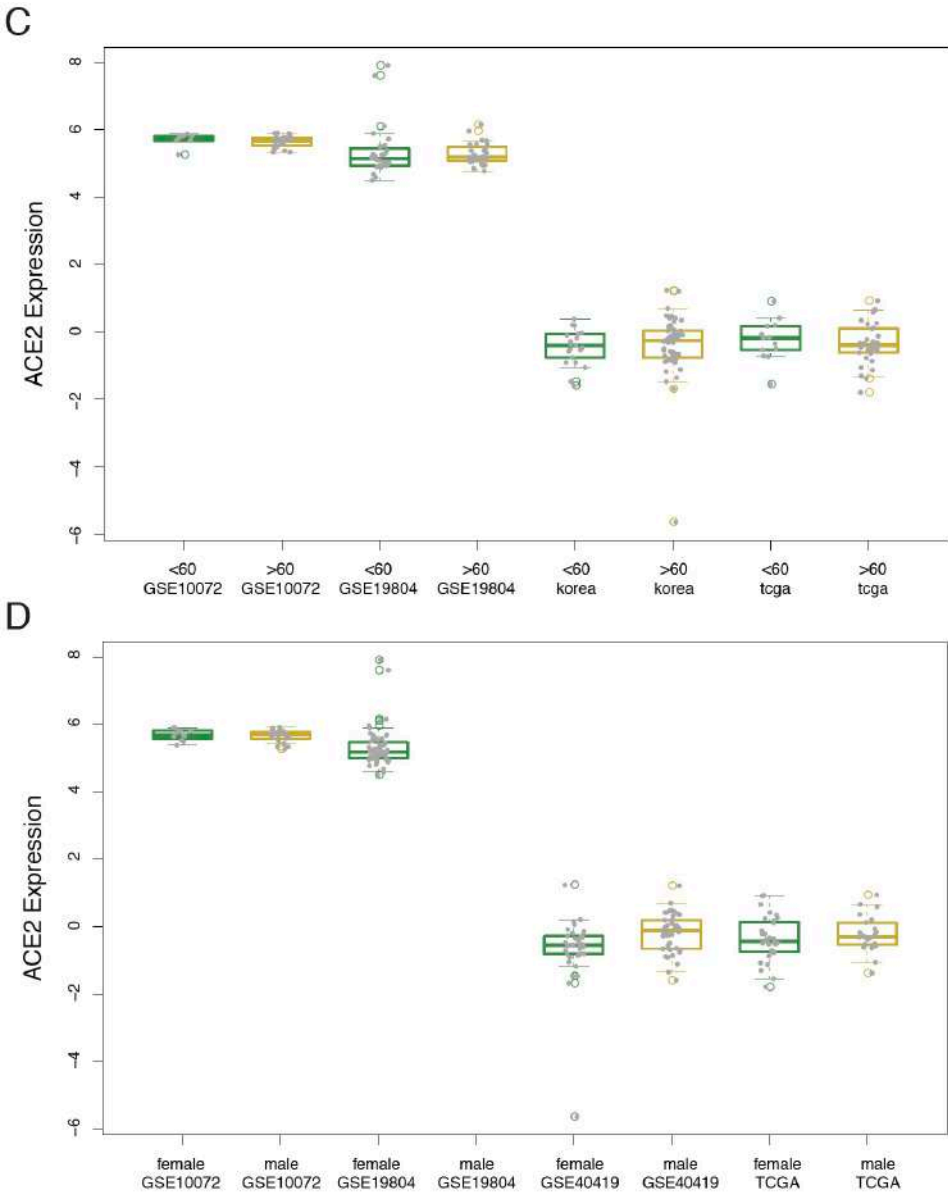 C
ACE2 Expression
8
6
4
2
0
−2
−4
−6
<60 >60 <60 >60 <60 >60 <60 >60
GSE10072 GSE10072 GSE19804 GSE19804 korea korea tcga tcga
D
ACE2 Expression
8
6
4
2
0
−2
−4
−6
female male female male female male female male
GSE10072 GSE10072 GSE19804 GSE19804 GSE40419 GSE40419 TCGA TCGA